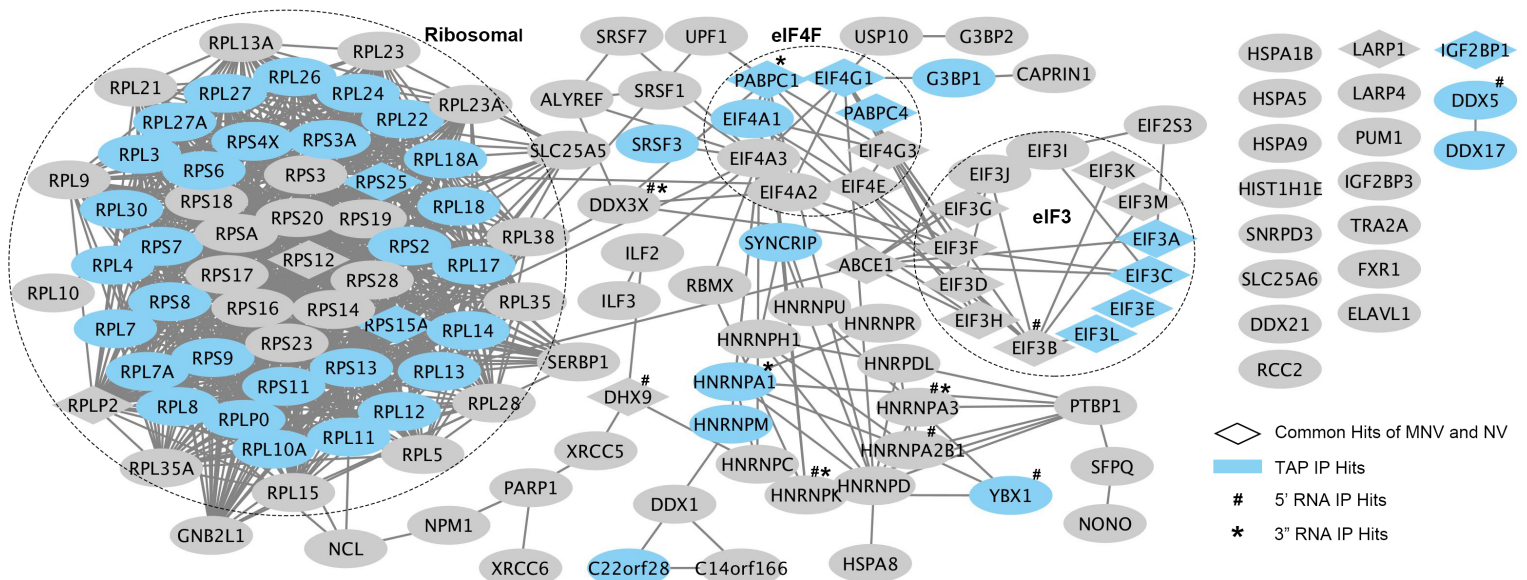 Ribosomal
eIF4F
eIF3
RPL13A
RPL23
RPL21
RPL26
RPL27
RPL24
RPL23A
RPL27A
RPL22
RPS4X
RPS3A
RPL3
RPS6
RPL18A
RPS3
RPS25
RPL9
RPS18
RPL30
RPS20
RPS19
RPL18
RPSA
RPS7
RPS2
RPL38
RPL4
RPS12
RPL17
RPS17
RPS28
RPL10
RPS8
RPS16
RPS14
RPL35
RPL7
RPS15A
RPL14
RPS23
RPS9
RPL7A
RPS13
RPL13
SERBP1
RPS11
RPLP2
RPL8
RPLP0
RPL12
RPL28
RPL10A
RPL11
RPL5
RPL35A
RPL15
GNB2L1
NCL
NPM1
SRSF7
UPF1
USP10
G3BP2
*
PABPC1
EIF4G1
G3BP1
CAPRIN1
ALYREF
SRSF1
PABPC4
EIF4A1
SRSF3
SLC25A5
EIF4A3
EIF4G3
EIF4A2
EIF4E
#*
DDX3X
EIF2S3
EIF3I
EIF3J
EIF3K
EIF3G
EIF3M
EIF3F
EIF3A
EIF3C
EIF3D
EIF3E
EIF3H
EIF3L
#
EIF3B
SYNCRIP
ABCE1
ILF2
ILF3
RBMX
HNRNPU
HNRNPR
HNRNPH1
HNRPDL
*
HNRNPA1
#*
HNRNPA3
PTBP1
HNRNPM
#
HNRNPA2B1
HNRNPC
#*
HNRNPK
HNRNPD
#
YBX1
SFPQ
NONO
HSPA8
#
DHX9
XRCC5
PARP1
XRCC6
DDX1
C22orf28
C14orf166
HSPA1B
HSPA5
HSPA9
HIST1H1E
SNRPD3
SLC25A6
DDX21
RCC2
LARP1
LARP4
PUM1
IGF2BP3
TRA2A
FXR1
ELAVL1
IGF2BP1
#
DDX5
DDX17
Common Hits of MNV and NV
TAP IP Hits
# 5’ RNA IP Hits
* 3” RNA IP Hits